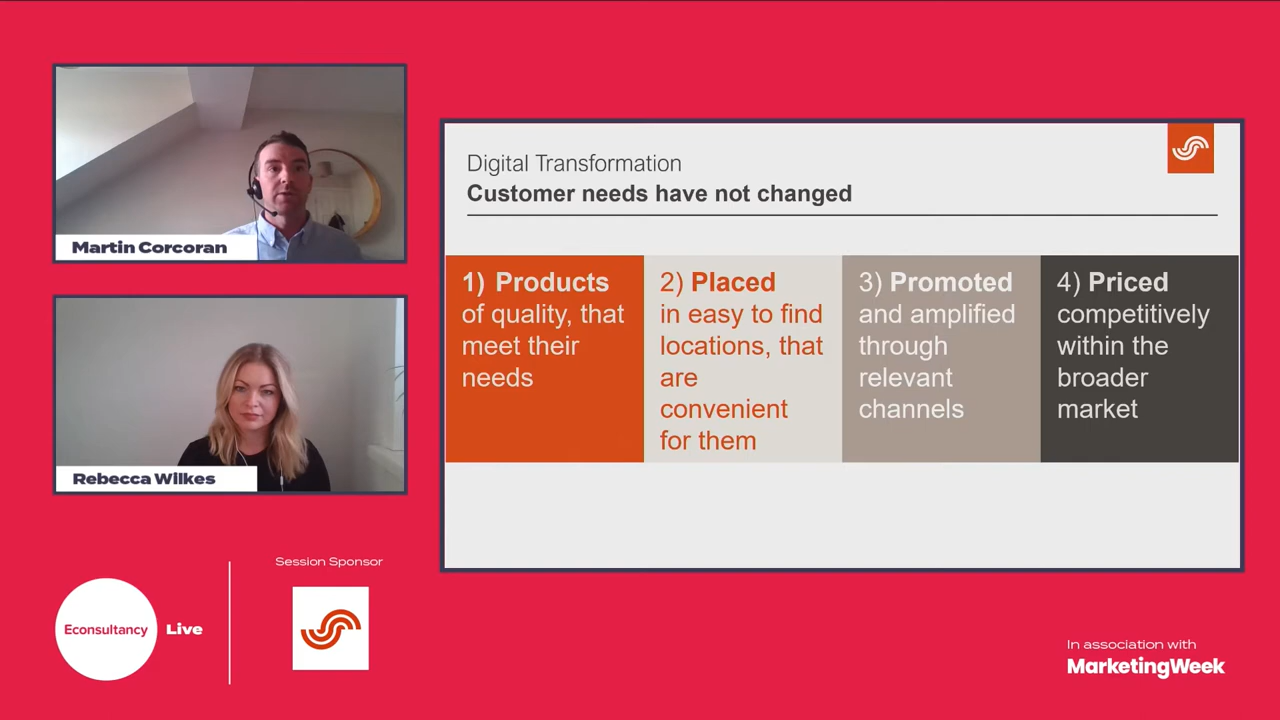 Martin Corcoran
Rebecca Wilkes
Econsultancy
Live
Session Sponsor
Digital Transformation
Customer needs have not changed
1) Products
of quality, that
meet their
needs
2) Placed
in easy to find
locations, that
are
convenient
for them
3) Promoted
and amplified
through
relevant
channels
4) Priced
competitively
within the
broader
market
In association with
MarketingWeek